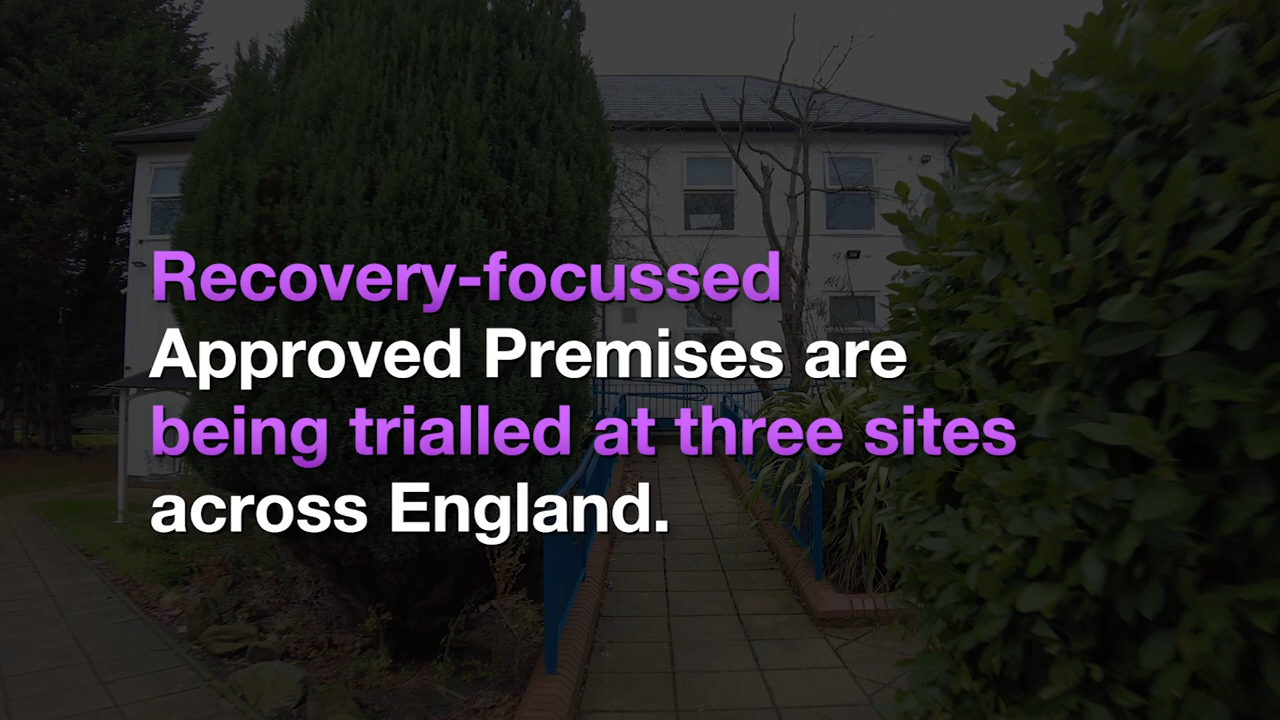 Recovery-focussed
Approved Premises are
being trialled at three sites
across England.